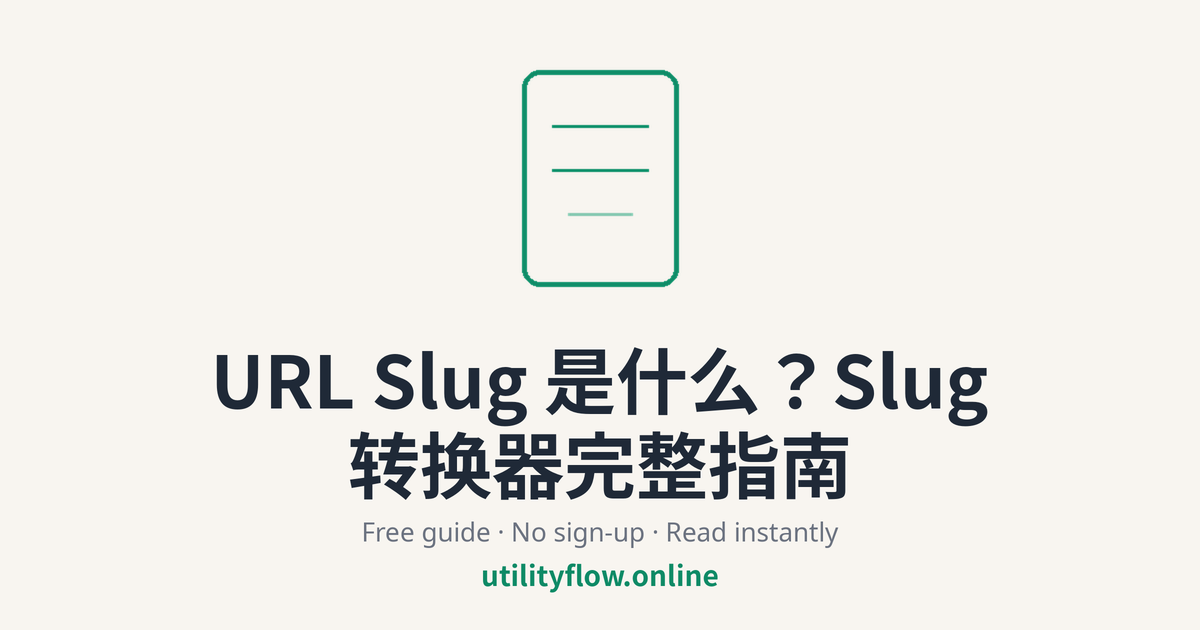 URL Slug 是什么？Slug
转换器完整指南
Free guide · No sign-up · Read instantly
utilityflow.online